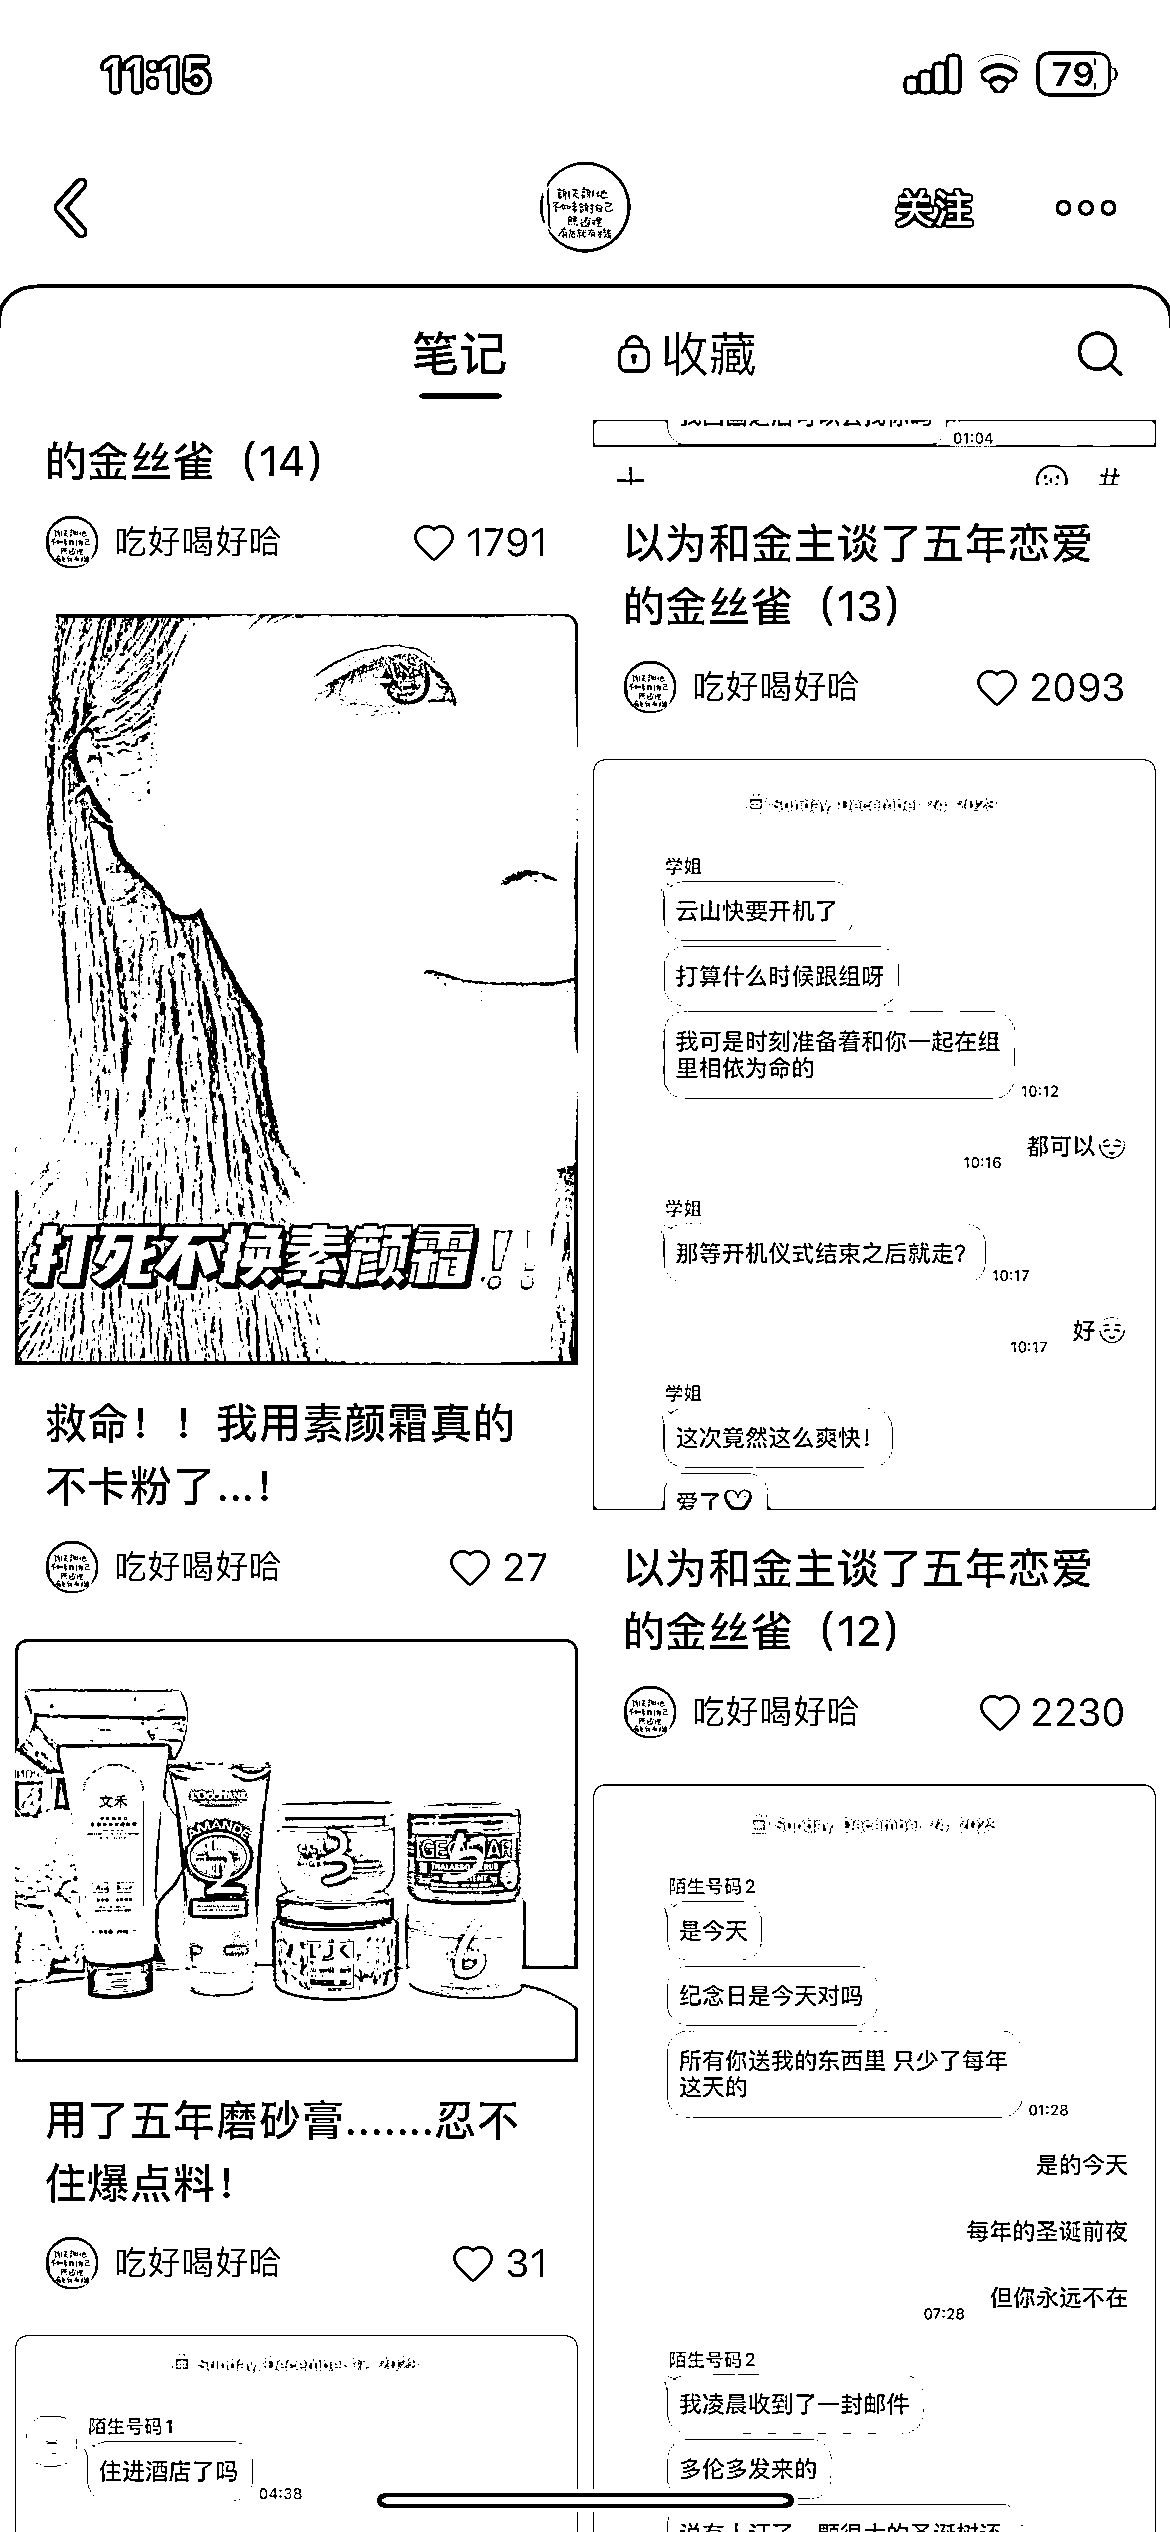 11:15
79
关注
笔记
收藏
的金丝雀（14）
吃好喝好哈
1791
打死不换素颜霜！！
救命！！我用素颜霜真的
不卡粉了...！
吃好喝好哈
27
文禾
AMANDE
2
3
5
6
用了五年磨砂膏.......忍不
住爆点料！
吃好喝好哈
31
陌生号码1
住进酒店了吗
04:38
01:04
#
以为和金主谈了五年恋爱
的金丝雀（13）
吃好喝好哈
2093
学姐
云山快要开机了
打算什么时候跟组呀
我可是时刻准备着和你一起在组
里相依为命的
10:12
都可以
10:16
学姐
那等开机仪式结束之后就走?
10:17
好
10:17
学姐
这次竟然这么爽快!
爱了
以为和金主谈了五年恋爱
的金丝雀（12）
吃好喝好哈
2230
陌生号码2
是今天
纪念日是今天对吗
所有你送我的东西里 只少了每年
这天的
01:28
是的今天
每年的圣诞前夜
但你永远不在
07:28
陌生号码2
我凌晨收到了一封邮件
多伦多发来的